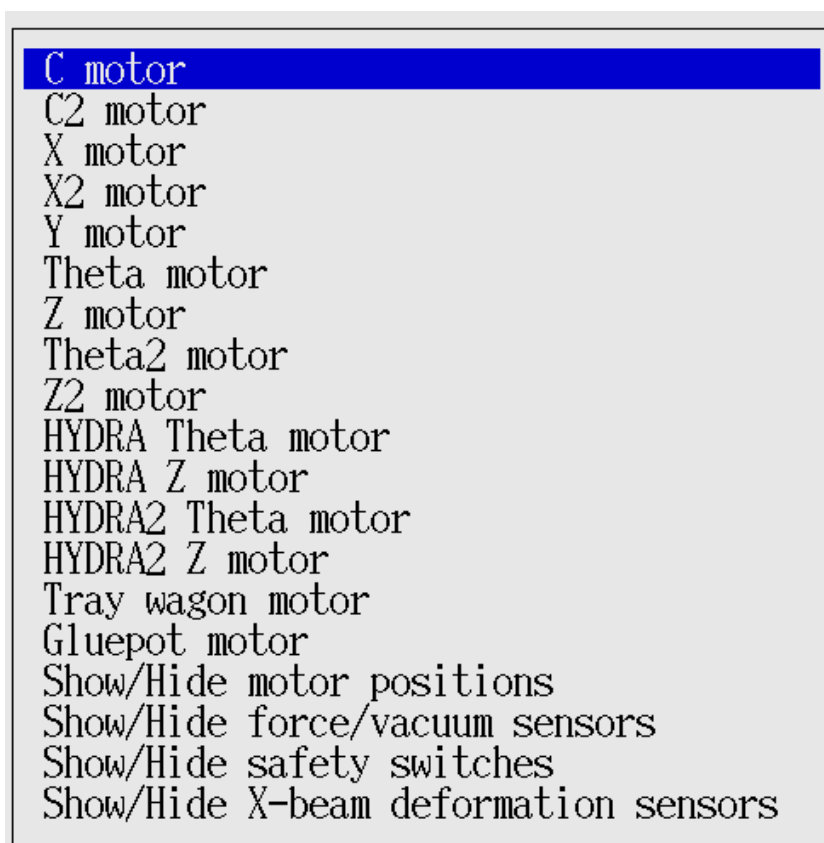 C motor
C2 motor
X motor
X2 motor
Y motor
Theta motor
Z motor
Theta2 motor
Z2 motor
HYDRA Theta motor
HYDRA Z motor
HYDRA2 Theta motor
HYDRA2 Z motor
Tray wagon motor
Gluepot motor
Show/Hide motor positions
Show/Hide force/vacuum sensors
Show/Hide safety switches
Show/Hide X-beam deformation sensors